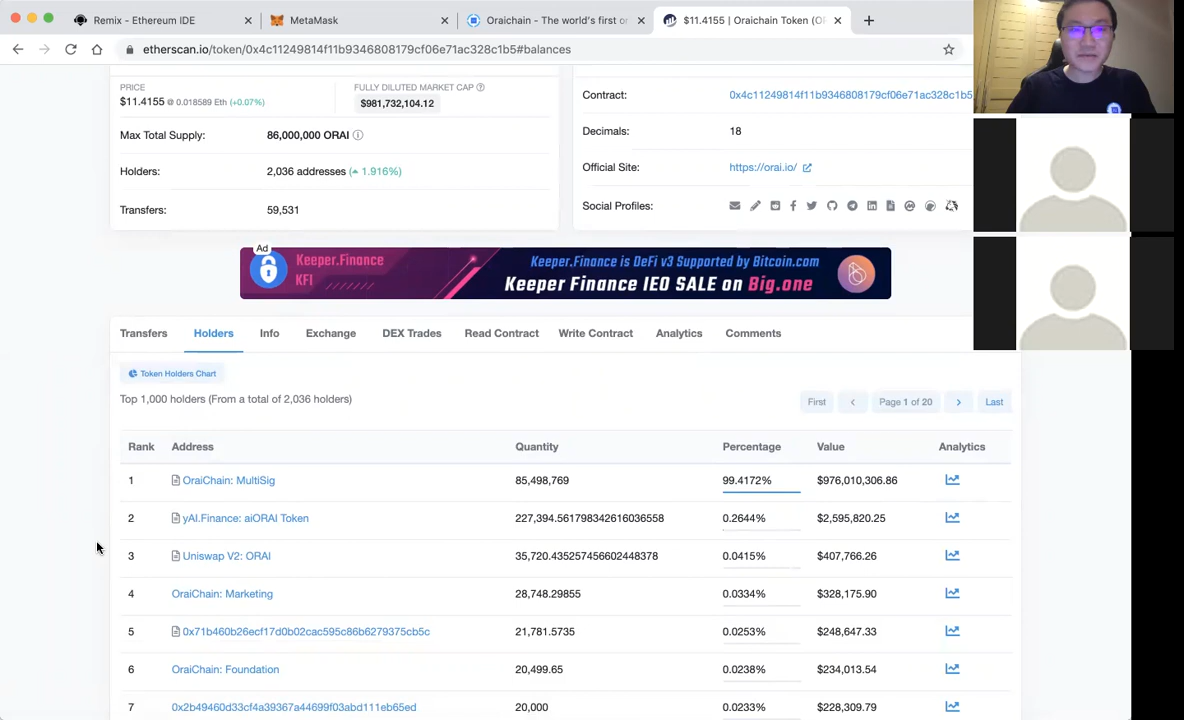 Remix - Ethereum IDE
MetaMask
Oraichain - The world's first or
$11.4155 | Oraichain Token (OR
etherscan.io/token/0x4c11249814f11b9346808179cf06e71ac328c1b5#balances
PRICE
$11.4155 @ 0.018589 Eth (+0.07%)
FULLY DILUTED MARKET CAP
$981,732,104.12
Max Total Supply: 86,000,000 ORAI
Holders: 2,036 addresses ( 1.916%)
Transfers: 59,531
Contract: 0x4c11249814f11b9346808179cf06e71ac328c1b5
Decimals: 18
Official Site: https://orai.io/
Social Profiles:
Ad
Keeper.Finance
KFI
Keeper.Finance is DeFi v3 Supported by Bitcoin.com
Keeper Finance IEO SALE on Big.one
Transfers Holders Info Exchange DEX Trades Read Contract Write Contract Analytics Comments
Token Holders Chart
Top 1,000 holders (From a total of 2,036 holders)
First < Page 1 of 20 > Last
Rank Address Quantity Percentage Value Analytics
1 OraiChain: MultiSig 85,498,769 99.4172% $976,010,306.86
2 yAI.Finance: aiORAI Token 227,394.561798342616036558 0.2644% $2,595,820.25
3 Uniswap V2: ORAI 35,720.435257456602448378 0.0415% $407,766.26
4 OraiChain: Marketing 28,748.29855 0.0334% $328,175.90
5 0x71b460b26ecf17d0b02cac595c86b6279375cb5c 21,781.5735 0.0253% $248,647.33
6 OraiChain: Foundation 20,499.65 0.0238% $234,013.54
7 0x2b49460d33cf4a39367a44699f03abd111eb65ed 20,000 0.0233% $228,309.79